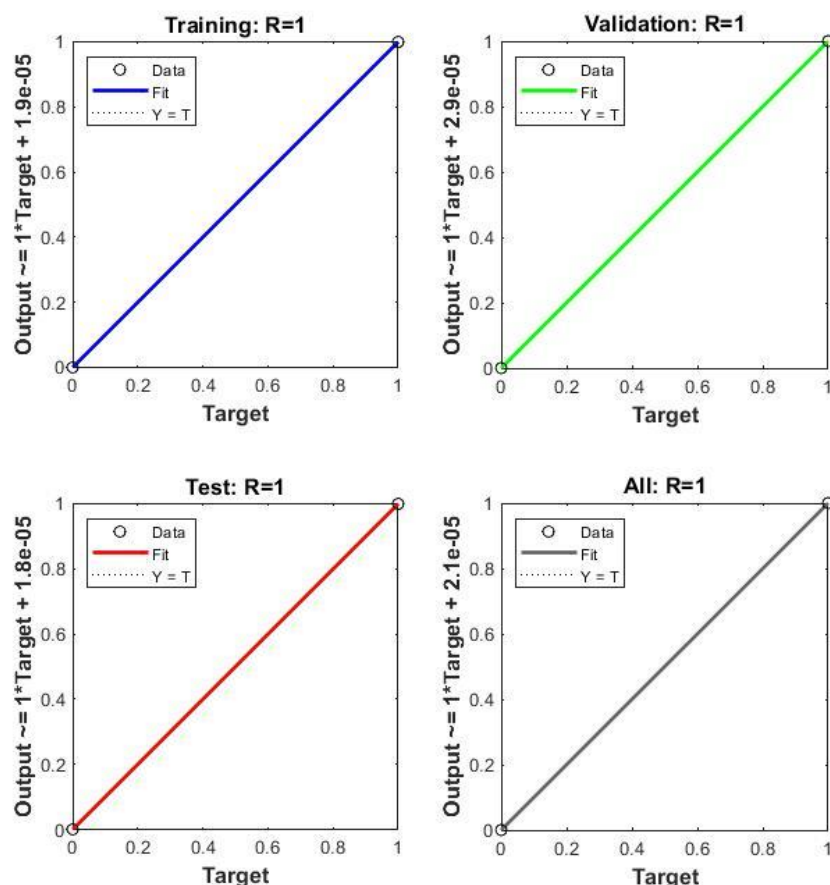 Training: R=1
Output ~= 1*Target + 1.9e-05
1
0.8
0.6
0.4
0.2
0
Data
Fit
Y = T
0 0.2 0.4 0.6 0.8 1
Target
Validation: R=1
Output ~= 1*Target + 2.9e-05
1
0.8
0.6
0.4
0.2
0
Data
Fit
Y = T
0 0.2 0.4 0.6 0.8 1
Target
Test: R=1
Output ~= 1*Target + 1.8e-05
1
0.8
0.6
0.4
0.2
0
Data
Fit
Y = T
0 0.2 0.4 0.6 0.8 1
Target
All: R=1
Output ~= 1*Target + 2.1e-05
1
0.8
0.6
0.4
0.2
0
Data
Fit
Y = T
0 0.2 0.4 0.6 0.8 1
Target